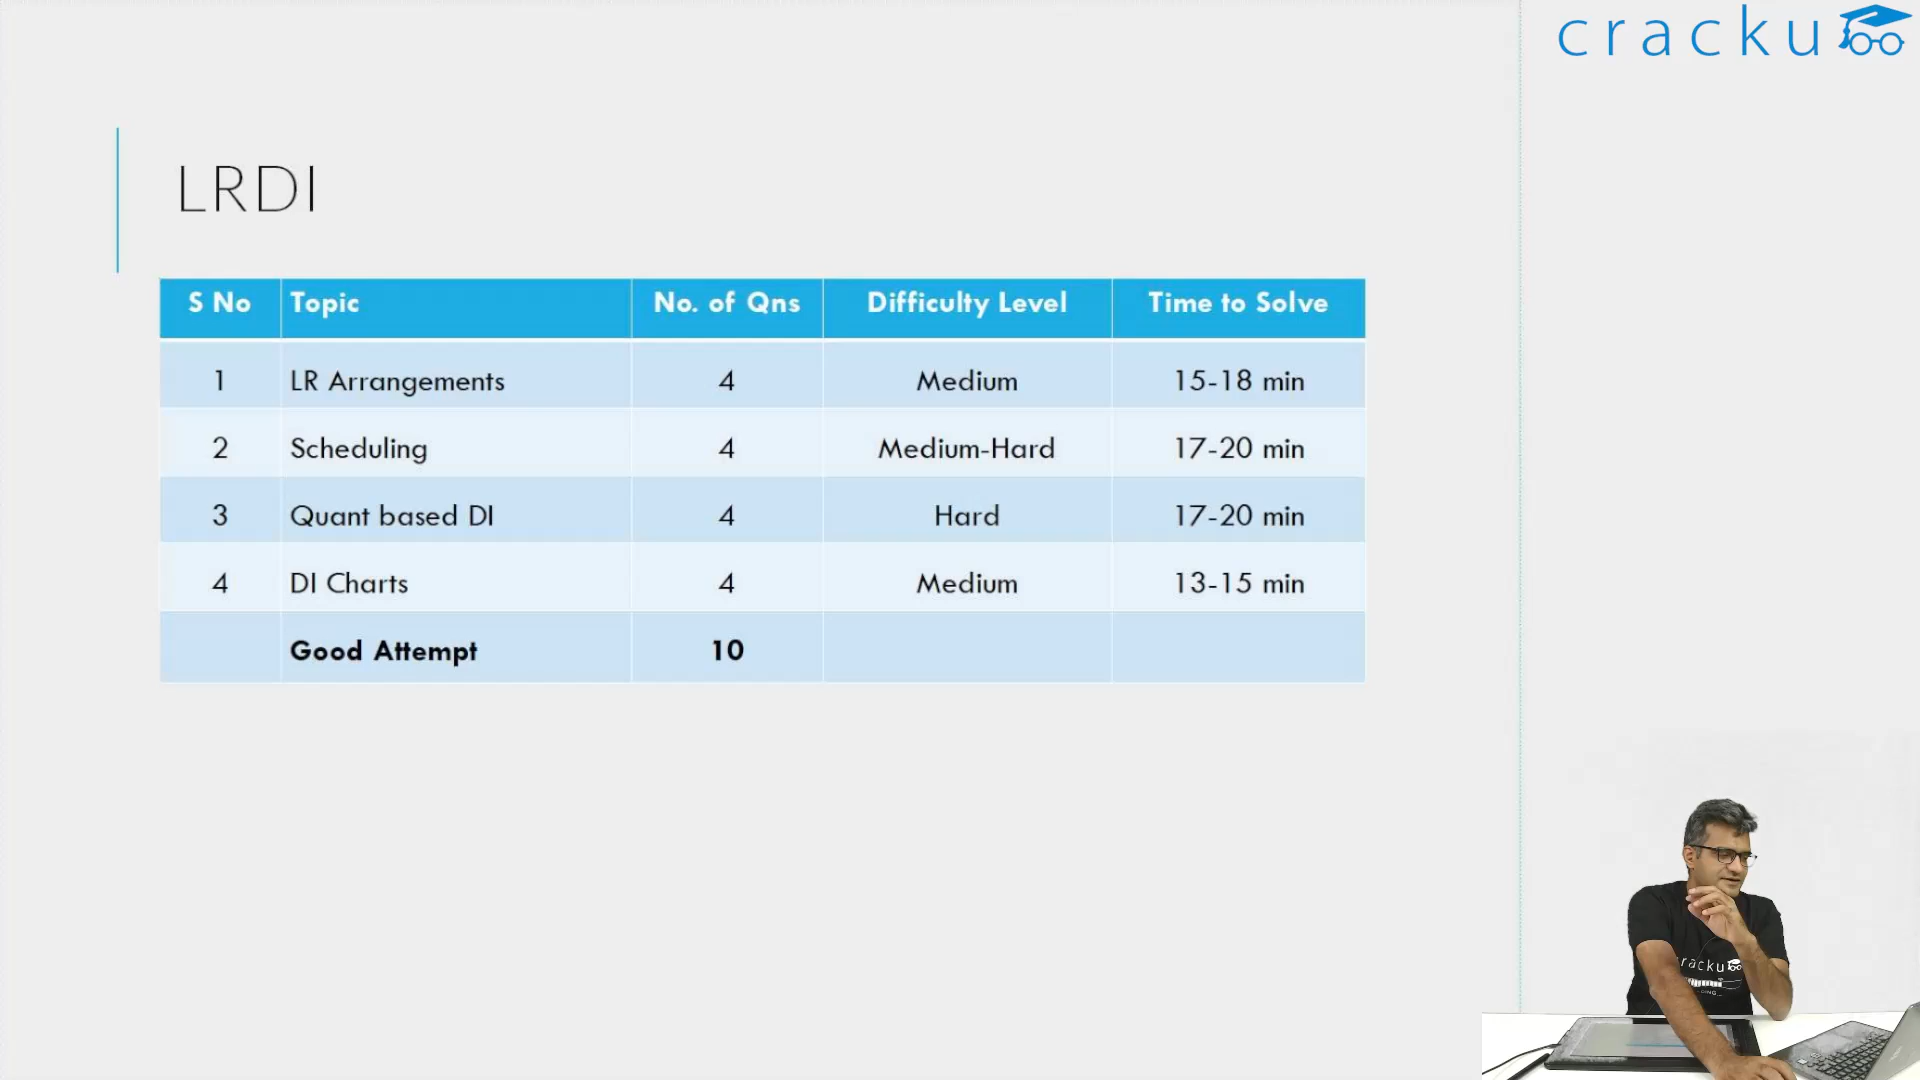 cracku
LRDI
S No Topic No. of Qns Difficulty Level Time to Solve
1 LR Arrangements 4 Medium 15-18 min
2 Scheduling 4 Medium-Hard 17-20 min
3 Quant based DI 4 Hard 17-20 min
4 DI Charts 4 Medium 13-15 min
Good Attempt 10
racku